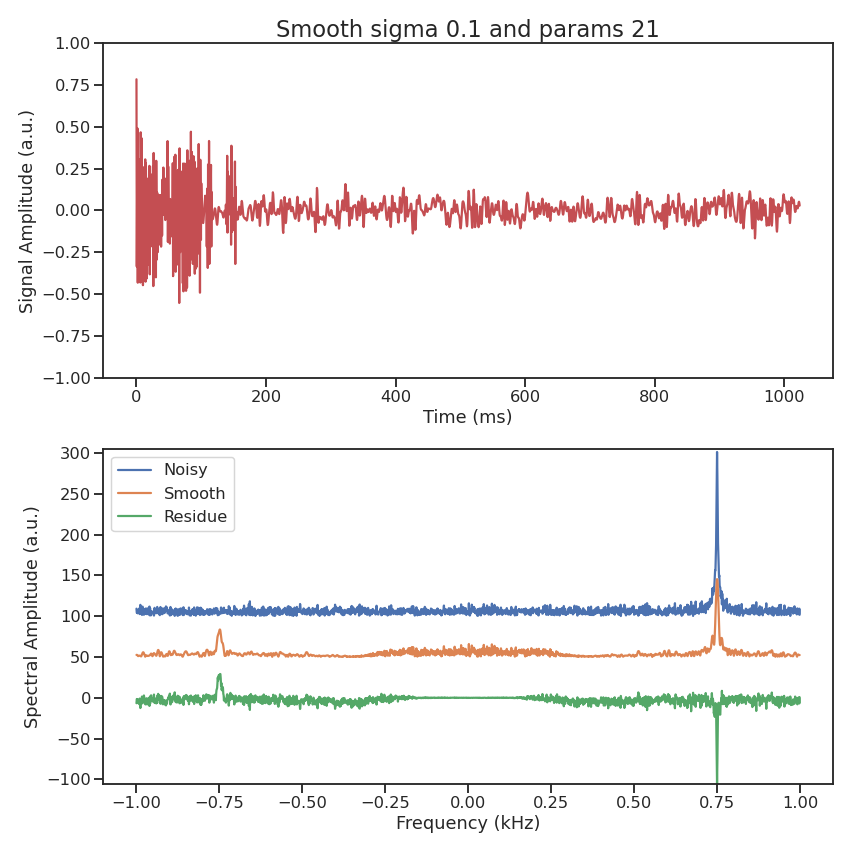 Smooth sigma 0.1 and params 21
1.00
0.75
0.50
0.25
0.00
−0.25
−0.50
−0.75
−1.00
Signal Amplitude (a.u.)
0 200 400 600 800 1000
Time (ms)
300
250
200
150
100
50
0
−50
−100
Spectral Amplitude (a.u.)
Noisy
Smooth
Residue
−1.00 −0.75 −0.50 −0.25 0.00 0.25 0.50 0.75 1.00
Frequency (kHz)